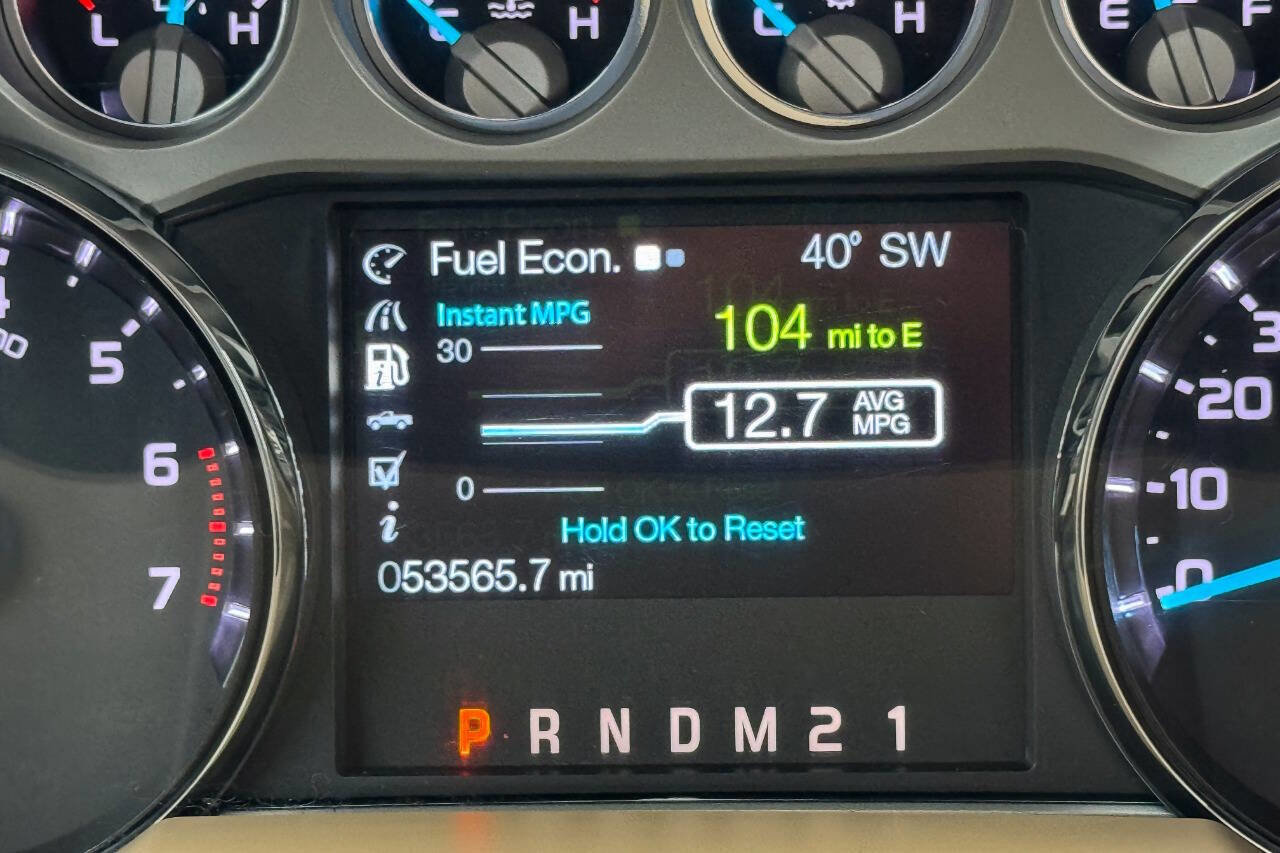 L H
C H
C H
E F
Fuel Econ. 40° SW
Instant MPG
104 mi to E
30
12.7 AVG MPG
0
Hold OK to Reset
053565.7 mi
4
5
6
7
20
10
0
P R N D M 2 1